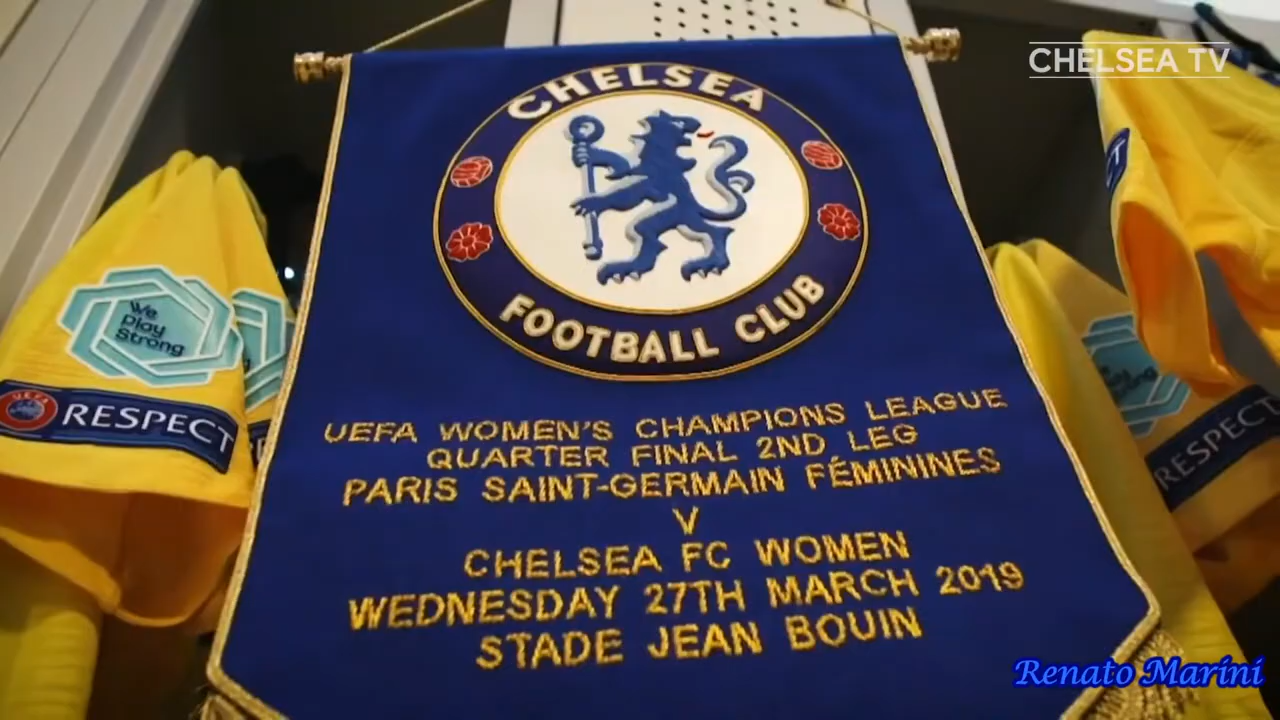 CHELSEA TV
CHELSEA
FOOTBALL CLUB
We
play
Strong
UEFA
RESPECT
UEFA WOMEN'S CHAMPIONS LEAGUE
QUARTER FINAL 2ND LEG
PARIS SAINT-GERMAIN FÉMININES
V
CHELSEA FC WOMEN
WEDNESDAY 27TH MARCH 2019
STADE JEAN BOUIN
RESPECT
Renato Marini